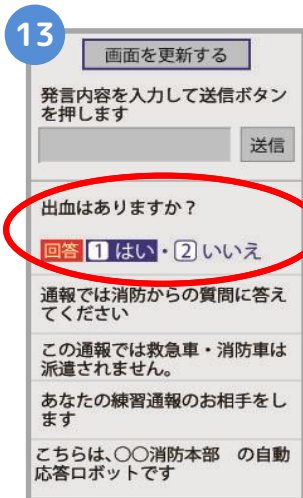 13
画面を更新する
発言内容を入力して送信ボタン
を押します
送信
出血はありますか？
回答 1 はい・2 いいえ
通報では消防からの質問に答え
てください
この通報では救急車・消防車は
派遣されません。
あなたの練習通報のお相手をし
ます
こちらは、〇〇消防本部　の自動
応答ロボットです